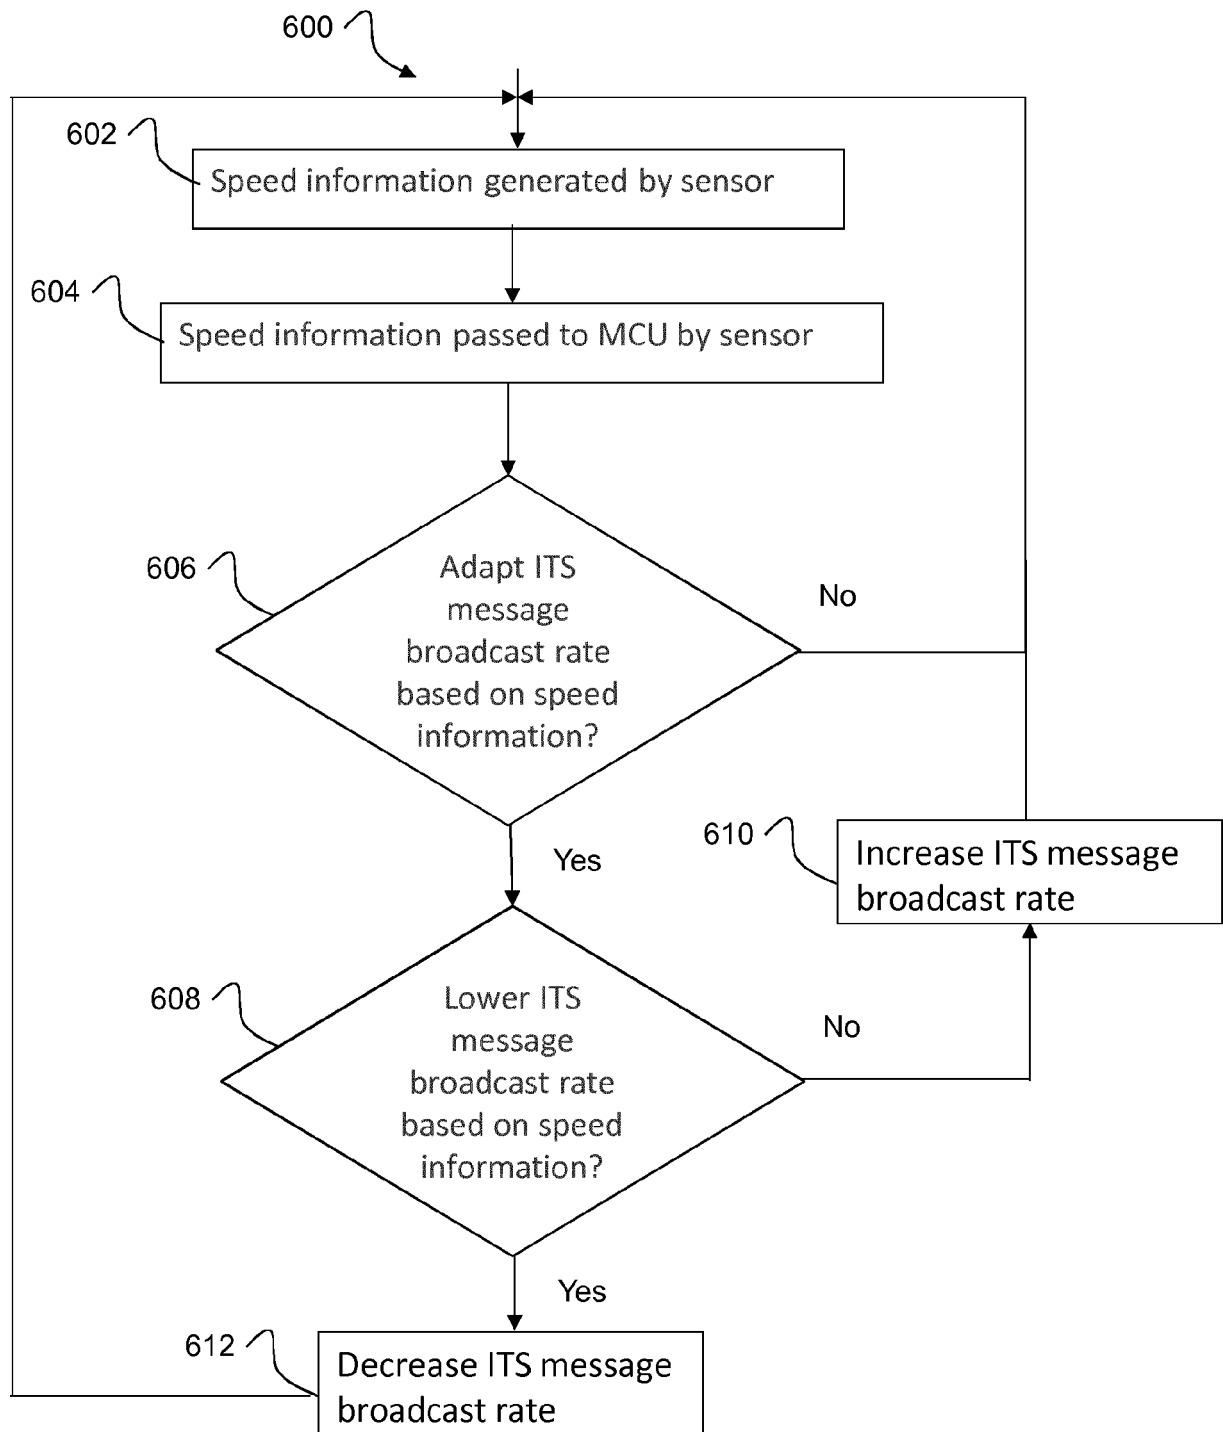 600
602
Speed information generated by sensor
604
Speed information passed to MCU by sensor
606
Adapt ITS
message
broadcast rate
based on speed
information?
No
Yes
610
Increase ITS message
broadcast rate
608
Lower ITS
message
broadcast rate
based on speed
information?
No
Yes
612
Decrease ITS message
broadcast rate